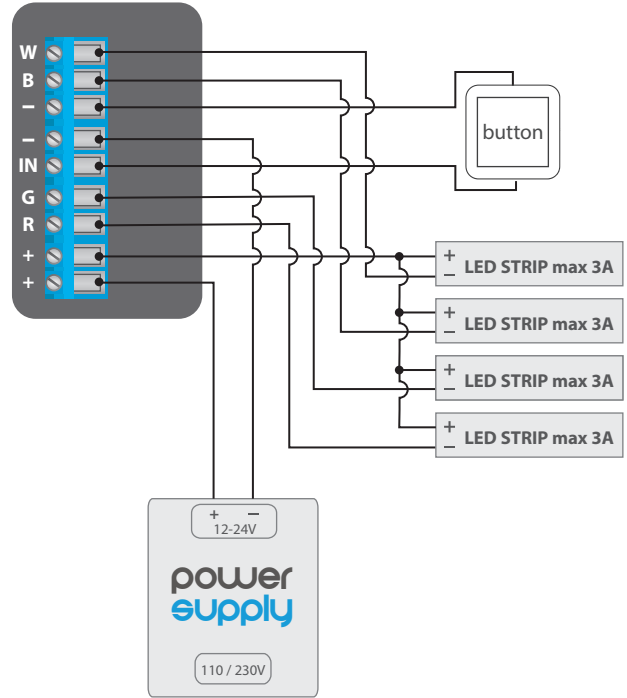 W
B
–
–
IN
G
R
+
+
button
+
– LED STRIP max 3A
+
– LED STRIP max 3A
+
– LED STRIP max 3A
+
– LED STRIP max 3A
+ –
12-24V
power
supply
110 / 230V